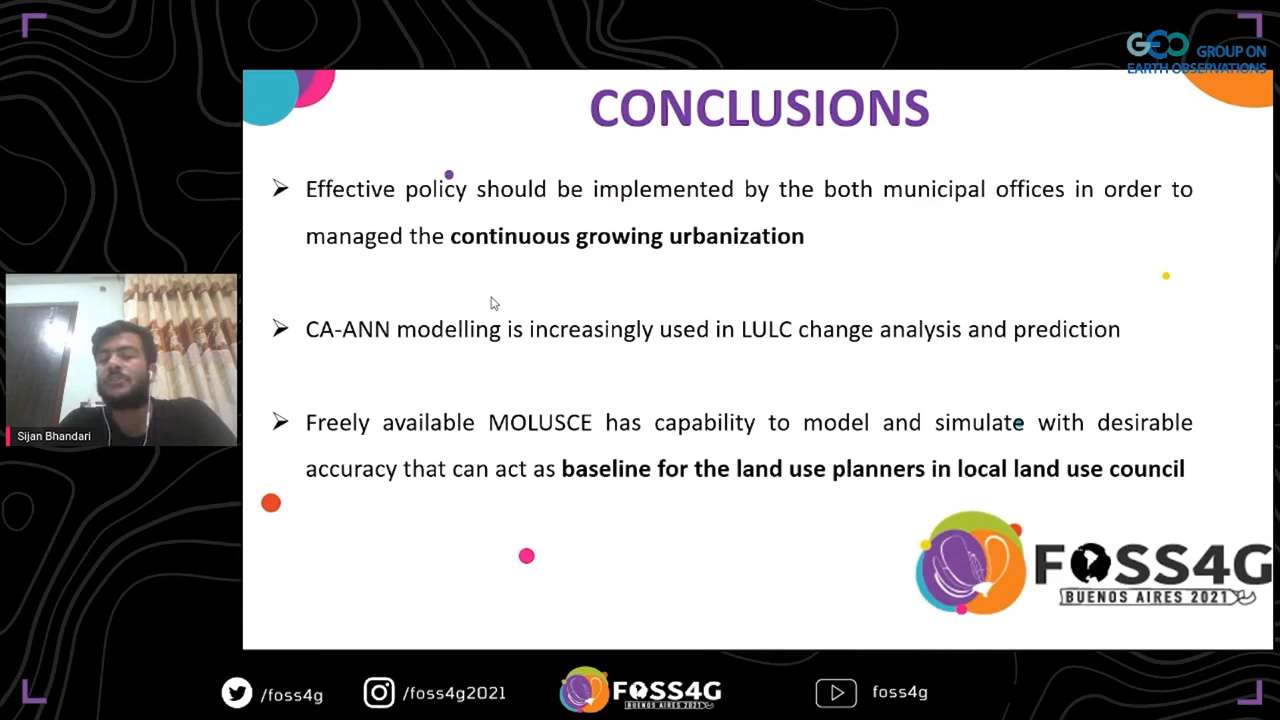 GEO GROUP ON
EARTH OBSERVATIONS
CONCLUSIONS
Effective policy should be implemented by the both municipal offices in order to
managed the continuous growing urbanization
CA-ANN modelling is increasingly used in LULC change analysis and prediction
Freely available MOLUSCE has capability to model and simulate with desirable
accuracy that can act as baseline for the land use planners in local land use council
Sijan Bhandari
FOSS4G
BUENOS AIRES 2021
/foss4g
/foss4g2021
FOSS4G
BUENOS AIRES 2021
foss4g